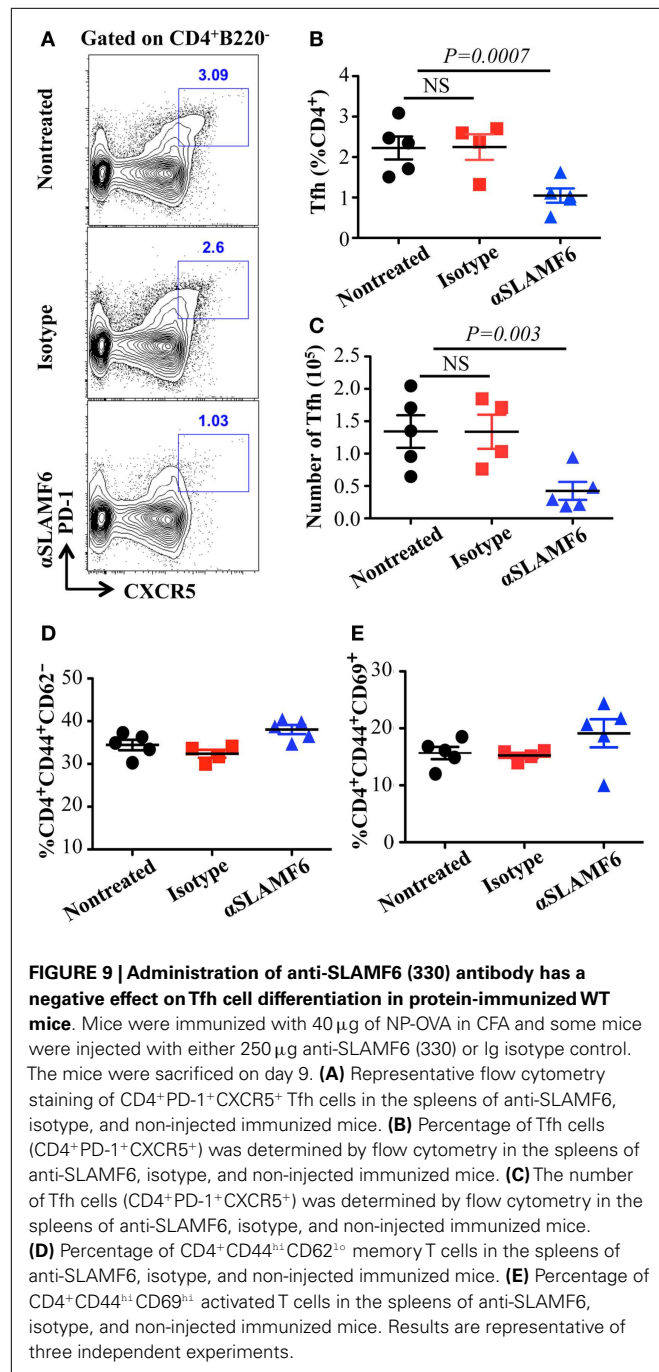 A
Gated on CD4⁺B220⁻
3.09
Nontreated
2.6
Isotype
1.03
αSLAMF6
PD-1
CXCR5
B
P=0.0007
NS
Tfh (%CD4⁺)
4
3
2
1
0
Nontreated
Isotype
αSLAMF6
C
P=0.003
NS
Number of Tfh (10⁵)
2.5
2.0
1.5
1.0
0.5
0.0
Nontreated
Isotype
αSLAMF6
D
%CD4⁺CD44⁺CD62⁻
50
40
30
20
10
Nontreated
Isotype
αSLAMF6
E
%CD4⁺CD44⁺CD69⁺
30
20
10
0
Nontreated
Isotype
αSLAMF6
FIGURE 9 | Administration of anti-SLAMF6 (330) antibody has a
negative effect on Tfh cell differentiation in protein-immunized WT
mice. Mice were immunized with 40 μg of NP-OVA in CFA and some mice
were injected with either 250 μg anti-SLAMF6 (330) or Ig isotype control.
The mice were sacrificed on day 9. (A) Representative flow cytometry
staining of CD4⁺PD-1⁺CXCR5⁺ Tfh cells in the spleens of anti-SLAMF6,
isotype, and non-injected immunized mice. (B) Percentage of Tfh cells
(CD4⁺PD-1⁺CXCR5⁺) was determined by flow cytometry in the spleens of
anti-SLAMF6, isotype, and non-injected immunized mice. (C) The number
of Tfh cells (CD4⁺PD-1⁺CXCR5⁺) was determined by flow cytometry in the
spleens of anti-SLAMF6, isotype, and non-injected immunized mice.
(D) Percentage of CD4⁺CD44ʰⁱCD62ˡᵒ memory T cells in the spleens of
anti-SLAMF6, isotype, and non-injected immunized mice. (E) Percentage of
CD4⁺CD44ʰⁱCD69ʰⁱ activated T cells in the spleens of anti-SLAMF6,
isotype, and non-injected immunized mice. Results are representative of
three independent experiments.